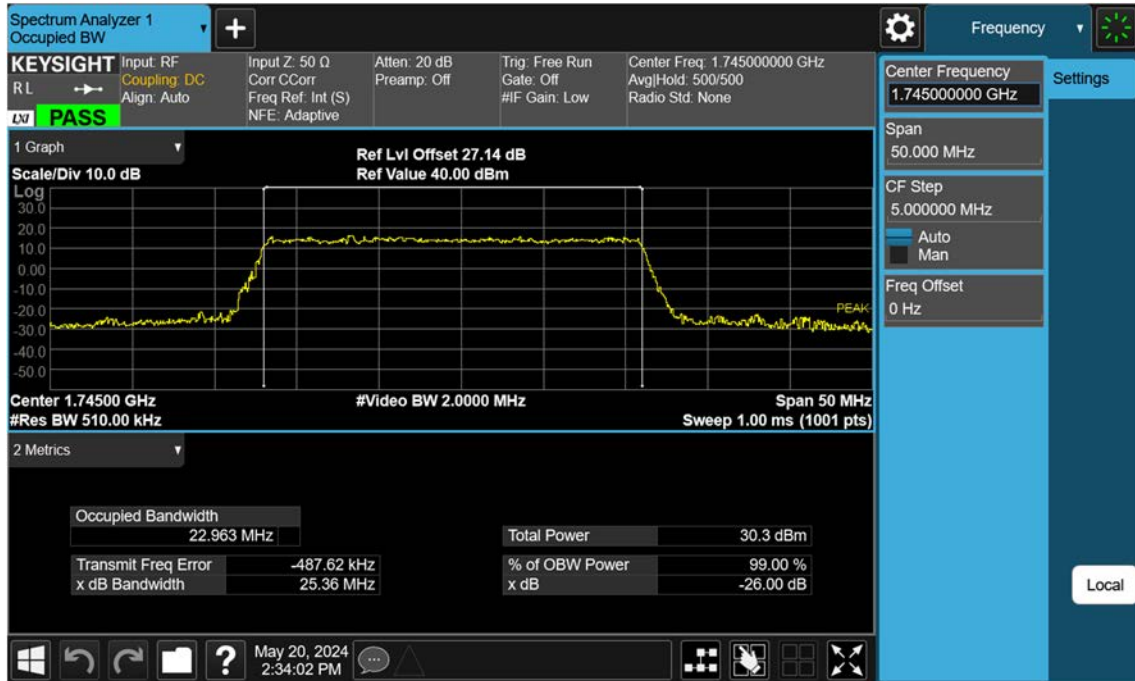 Spectrum Analyzer 1
Occupied BW
+
Frequency
KEYSIGHT
R L
LXI PASS
Input: RF
Coupling: DC
Align: Auto
Input Z: 50 Ω
Corr CCorr
Freq Ref: Int (S)
NFE: Adaptive
Atten: 20 dB
Preamp: Off
Trig: Free Run
Gate: Off
#IF Gain: Low
Center Freq: 1.745000000 GHz
Avg|Hold: 500/500
Radio Std: None
1 Graph
Scale/Div 10.0 dB
Ref Lvl Offset 27.14 dB
Ref Value 40.00 dBm
Log
30.0
20.0
10.0
0.00
-10.0
-20.0
-30.0
-40.0
-50.0
PEAK
Center 1.74500 GHz
#Res BW 510.00 kHz
#Video BW 2.0000 MHz
Span 50 MHz
Sweep 1.00 ms (1001 pts)
2 Metrics
Occupied Bandwidth
22.963 MHz
Transmit Freq Error -487.62 kHz
x dB Bandwidth 25.36 MHz
Total Power 30.3 dBm
% of OBW Power 99.00 %
x dB -26.00 dB
Center Frequency
1.745000000 GHz
Span
50.000 MHz
CF Step
5.000000 MHz
Auto
Man
Freq Offset
0 Hz
Settings
Local
?
May 20, 2024
2:34:02 PM